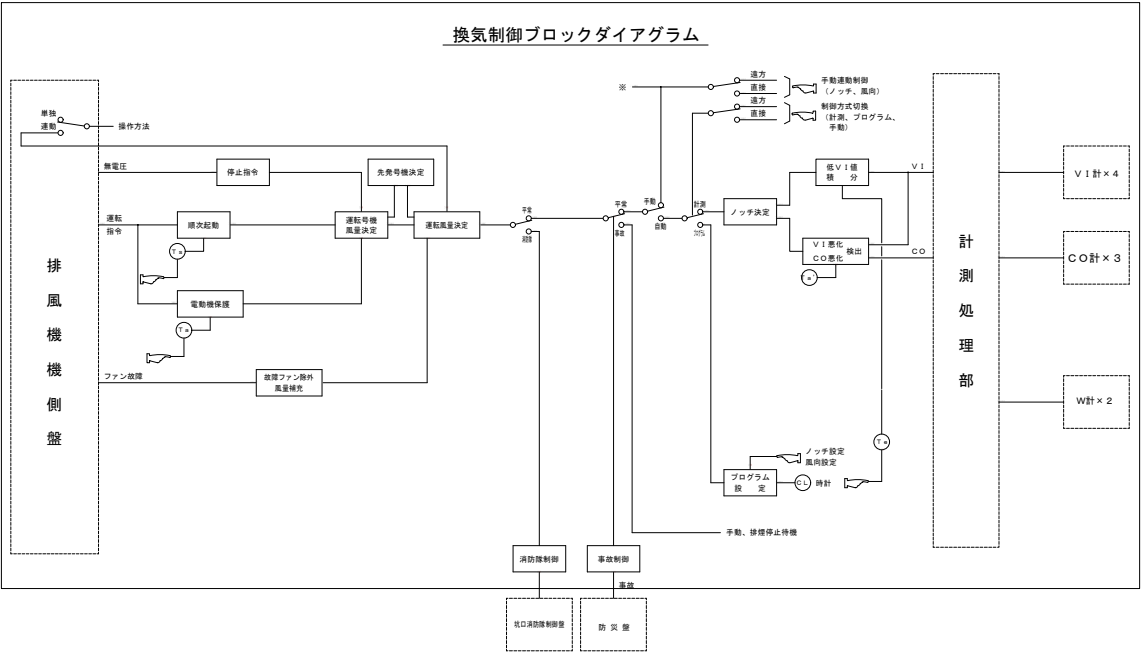 換気制御ブロックダイアグラム
※
遠方
直接
手動連動制御
(ノッチ、風向)
遠方
直接
制御方式切換
(計測、プログラム、
手動)
単独
連動
操作方法
無電圧
停止指令
先発号機決定
低VI値
積 分
VI
VI計×4
運転
指令
順次起動
運転号機
風量決定
運転風量決定
平常
消防
平常
事故
手動
自動
計測
ノッチ決定
VI悪化
CO悪化
検出
CO
CO計×3
排風機機側盤
計測処理部
電動機保護
ファン故障
故障ファン除外
風量補充
W計×2
ノッチ設定
風向設定
プログラム
設 定
CL
時計
手動、排煙停止待機
消防隊制御
事故制御
事故
坑口消防隊制御盤
防災盤